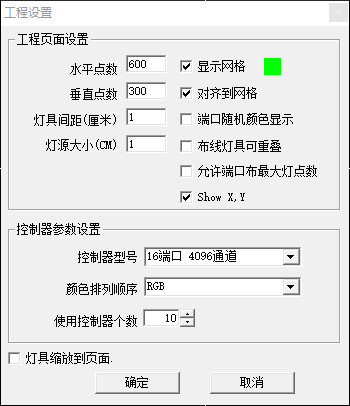 工程设置
工程页面设置
水平点数 600 显示网格
垂直点数 300 对齐到网格
灯具间距(厘米) 1 端口随机颜色显示
灯源大小(CM) 1 布线灯具可重叠
允许端口布最大灯点数
Show X,Y
控制器参数设置
控制器型号 16端口 4096通道
颜色排列顺序 RGB
使用控制器个数 10
灯具缩放到页面.
确定 取消